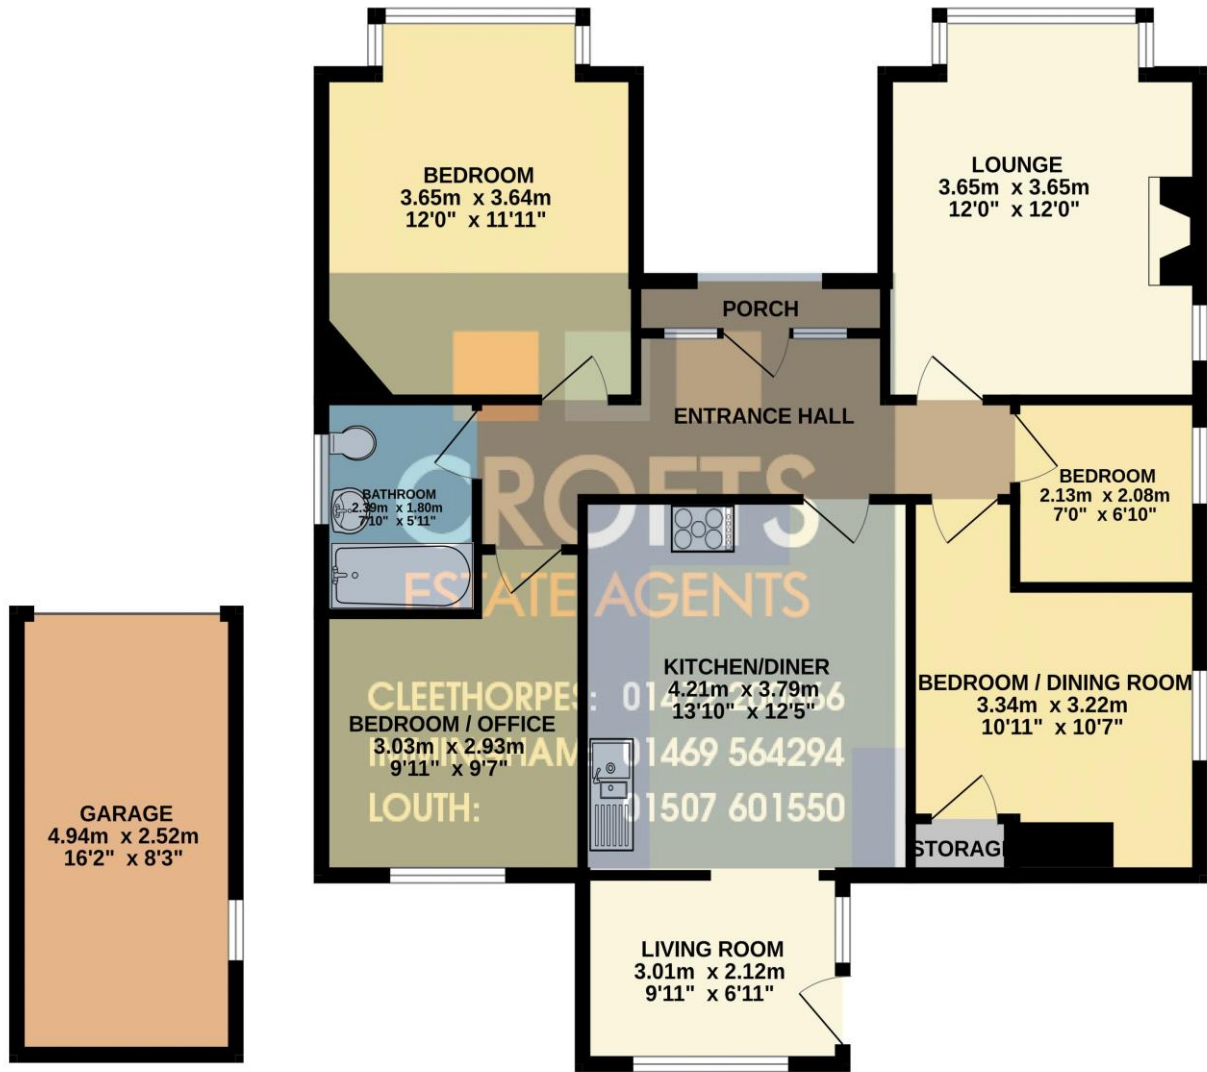 BEDROOM
3.65m x 3.64m
12'0" x 11'11"
LOUNGE
3.65m x 3.65m
12'0" x 12'0"
PORCH
ENTRANCE HALL
BATHROOM
2.39m x 1.80m
7'10" x 5'11"
BEDROOM
2.13m x 2.08m
7'0" x 6'10"
CROFTS
ESTATE AGENTS
KITCHEN/DINER
4.21m x 3.79m
13'10" x 12'5"
BEDROOM / DINING ROOM
3.34m x 3.22m
10'11" x 10'7"
BEDROOM / OFFICE
3.03m x 2.93m
9'11" x 9'7"
CLEETHORPES: 01472 200666
IMMINGHAM: 01469 564294
LOUTH: 01507 601550
GARAGE
4.94m x 2.52m
16'2" x 8'3"
STORAGE
LIVING ROOM
3.01m x 2.12m
9'11" x 6'11"